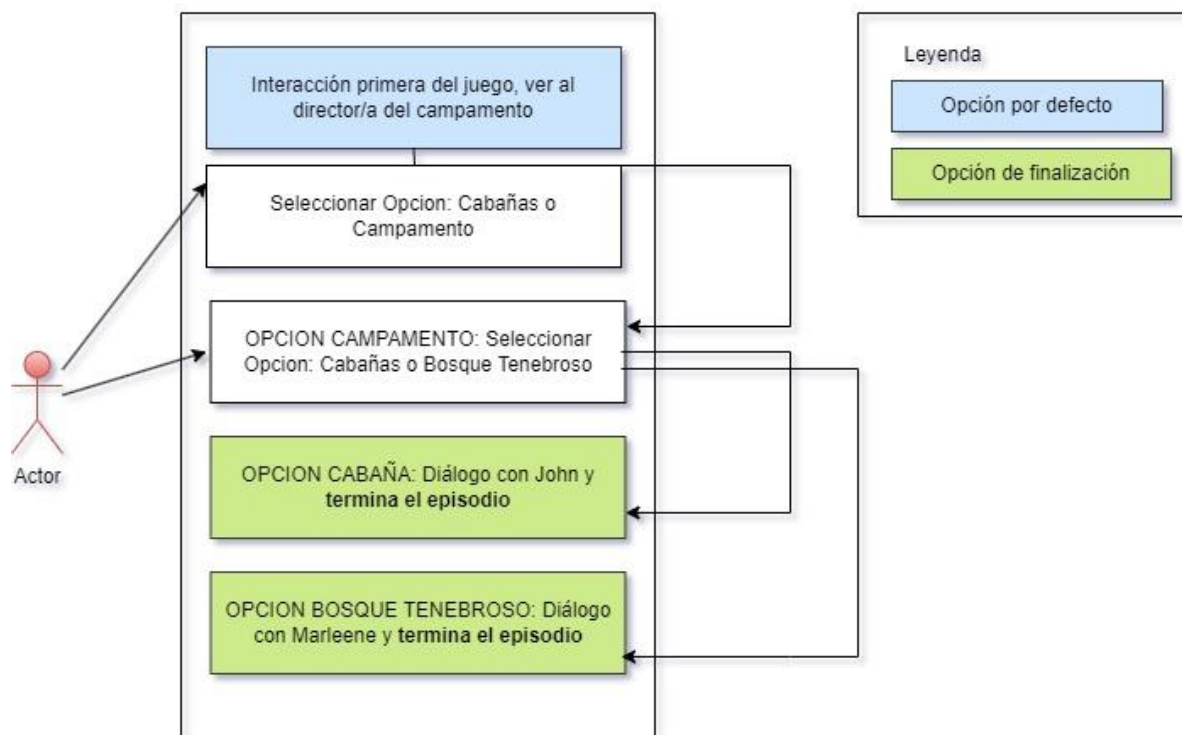 Interacción primera del juego, ver al
director/a del campamento
Seleccionar Opcion: Cabañas o
Campamento
OPCION CAMPAMENTO: Seleccionar
Opcion: Cabañas o Bosque Tenebroso
OPCION CABAÑA: Diálogo con John y
termina el episodio
OPCION BOSQUE TENEBROSO: Diálogo
con Marleene y termina el episodio
Actor
Leyenda
Opción por defecto
Opción de finalización